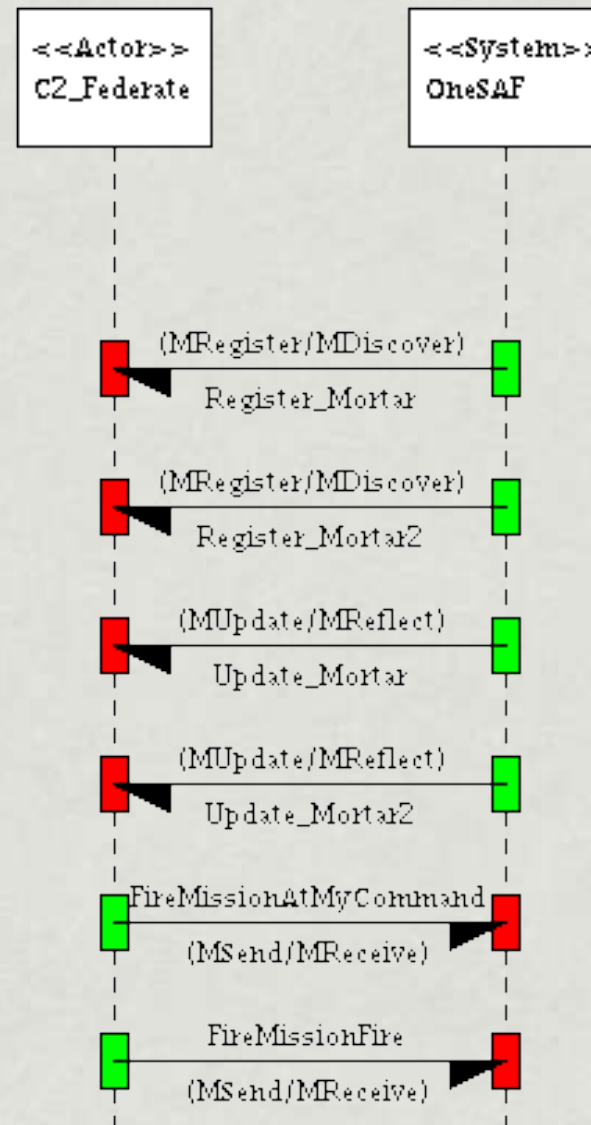 <<Actor>>
C2_Federate
<<System>>
OneSAF
(MRegister/MDiscover)
Register_Mortar
(MRegister/MDiscover)
Register_Mortar2
(MUpdate/MReflect)
Update_Mortar
(MUpdate/MReflect)
Update_Mortar2
FireMissionAtMyCommand
(MSend/MReceive)
FireMissionFire
(MSend/MReceive)